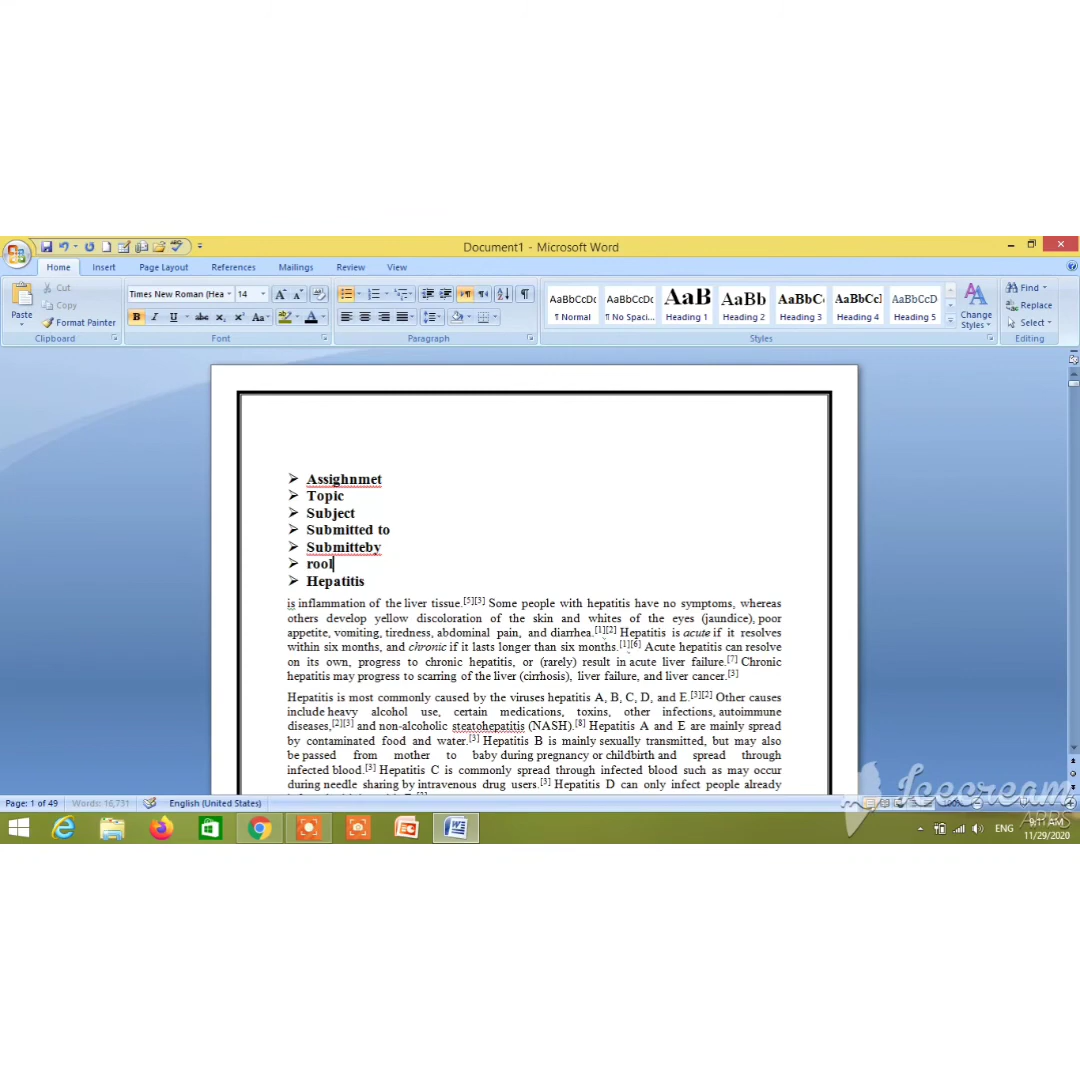 Document1 - Microsoft Word
Home Insert Page Layout References Mailings Review View
Paste
Cut
Copy
Format Painter
Clipboard
Times New Roman (Hea 14
B I U abc x₂ x² Aa
Font
Paragraph
AaBbCcDc AaBbCcDc AaB AaBb AaBbC AaBbCcI AaBbCcD
¶ Normal ¶ No Spaci... Heading 1 Heading 2 Heading 3 Heading 4 Heading 5
Change Styles
Styles
Find
Replace
Select
Editing
➢ Assighnmet
➢ Topic
➢ Subject
➢ Submitted to
➢ Submitteby
➢ rool
➢ Hepatitis
is inflammation of the liver tissue.[5][3] Some people with hepatitis have no symptoms, whereas
others develop yellow discoloration of the skin and whites of the eyes (jaundice), poor
appetite, vomiting, tiredness, abdominal pain, and diarrhea.[1][2] Hepatitis is acute if it resolves
within six months, and chronic if it lasts longer than six months.[1][6] Acute hepatitis can resolve
on its own, progress to chronic hepatitis, or (rarely) result in acute liver failure.[7] Chronic
hepatitis may progress to scarring of the liver (cirrhosis), liver failure, and liver cancer.[3]
Hepatitis is most commonly caused by the viruses hepatitis A, B, C, D, and E.[3][2] Other causes
include heavy alcohol use, certain medications, toxins, other infections, autoimmune
diseases,[2][3] and non-alcoholic steatohepatitis (NASH).[8] Hepatitis A and E are mainly spread
by contaminated food and water.[3] Hepatitis B is mainly sexually transmitted, but may also
be passed from mother to baby during pregnancy or childbirth and spread through
infected blood.[3] Hepatitis C is commonly spread through infected blood such as may occur
during needle sharing by intravenous drug users.[3] Hepatitis D can only infect people already
Icecream
APPS
Page: 1 of 49 Words: 16,731 English (United States) 100%
ENG 9:11 AM
11/29/2020